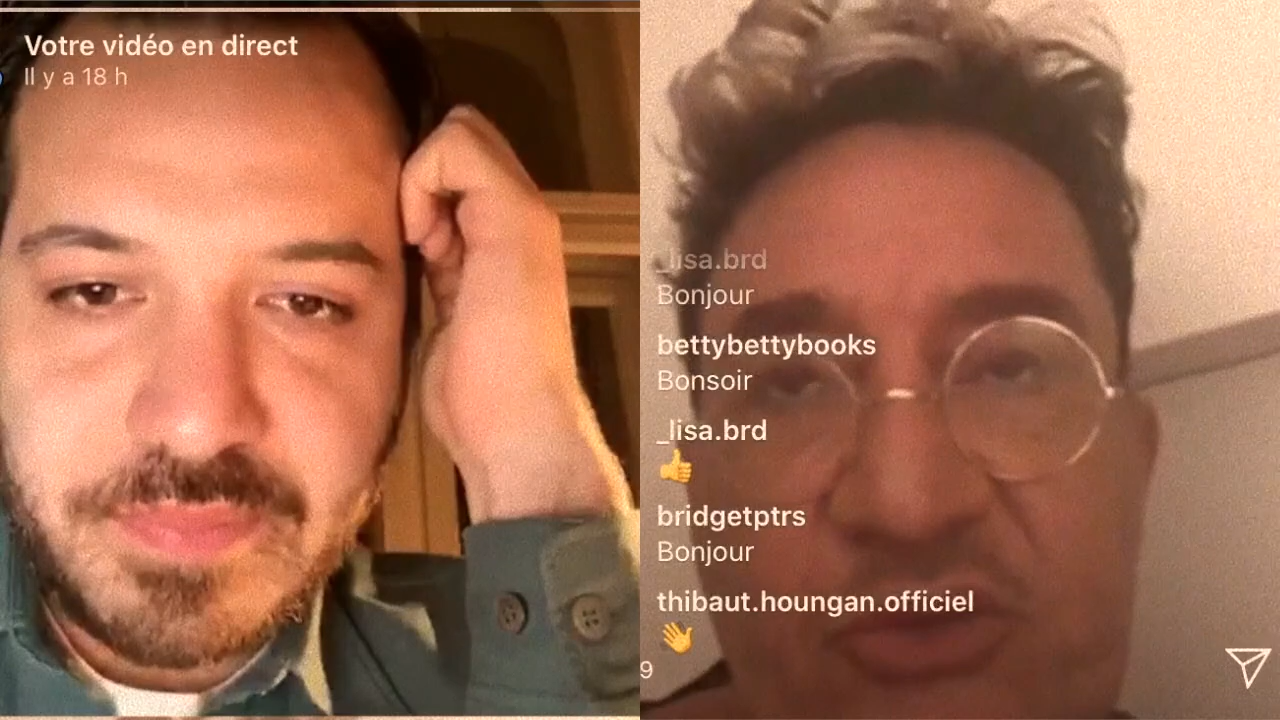 Votre vidéo en direct
Il y a 18 h
_lisa.brd
Bonjour
bettybettybooks
Bonsoir
_lisa.brd
👍
bridgetptrs
Bonjour
thibaut.houngan.officiel
👋
9